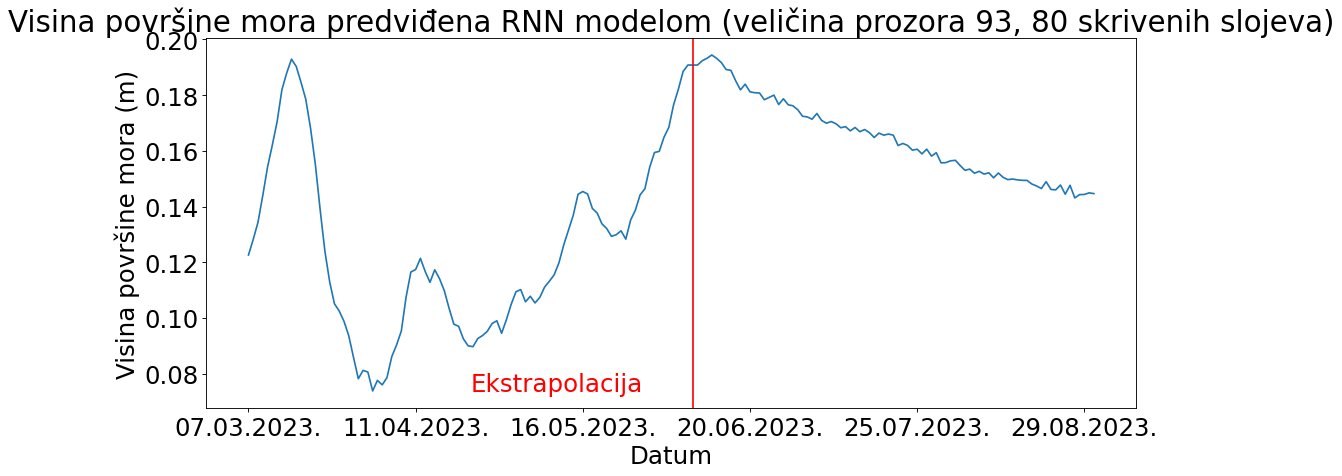 Visina površine mora predviđena RNN modelom (veličina prozora 93, 80 skrivenih slojeva)
Visina površine mora (m)
0.20
0.18
0.16
0.14
0.12
0.10
0.08
Ekstrapolacija
07.03.2023. 11.04.2023. 16.05.2023. 20.06.2023. 25.07.2023. 29.08.2023.
Datum